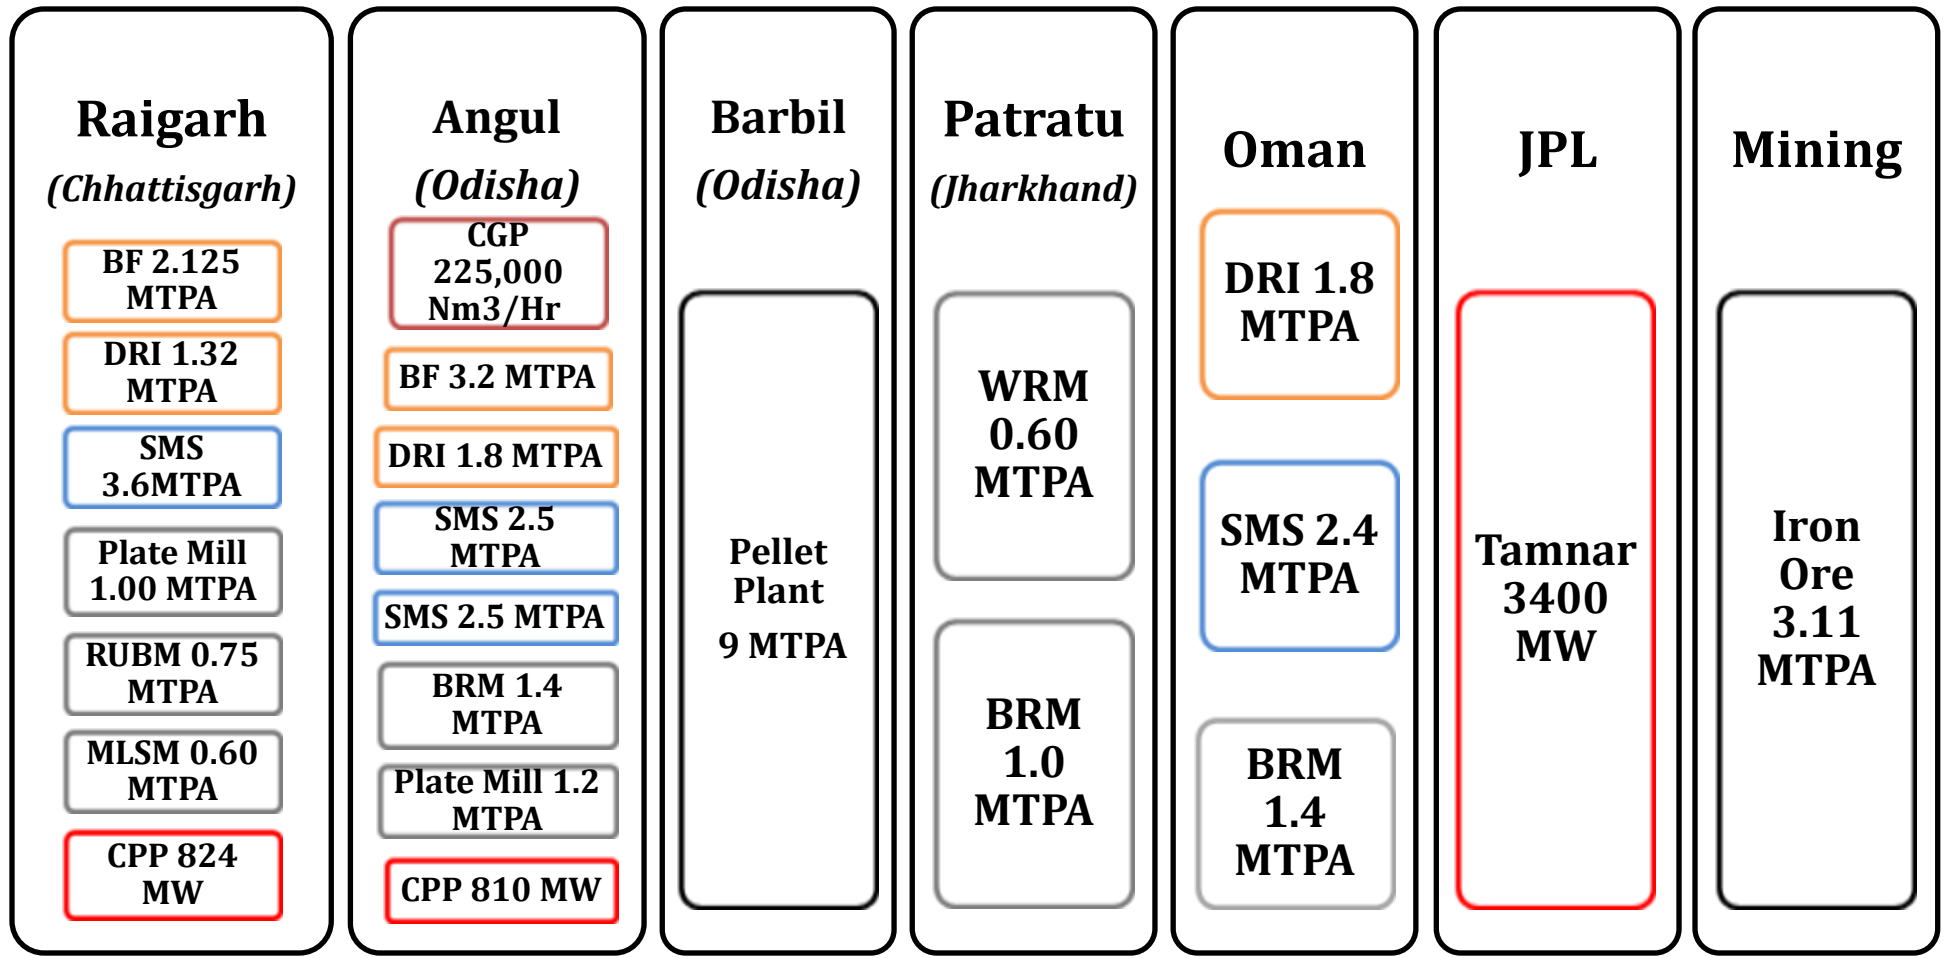 Raigarh
(Chhattisgarh)
BF 2.125
MTPA
DRI 1.32
MTPA
SMS
3.6MTPA
Plate Mill
1.00 MTPA
RUBM 0.75
MTPA
MLSM 0.60
MTPA
CPP 824
MW
Angul
(Odisha)
CGP
225,000
Nm3/Hr
BF 3.2 MTPA
DRI 1.8 MTPA
SMS 2.5
MTPA
SMS 2.5 MTPA
BRM 1.4
MTPA
Plate Mill 1.2
MTPA
CPP 810 MW
Barbil
(Odisha)
Pellet
Plant
9 MTPA
Patratu
(Jharkhand)
WRM
0.60
MTPA
BRM
1.0
MTPA
Oman
DRI 1.8
MTPA
SMS 2.4
MTPA
BRM
1.4
MTPA
JPL
Tamnar
3400
MW
Mining
Iron
Ore
3.11
MTPA